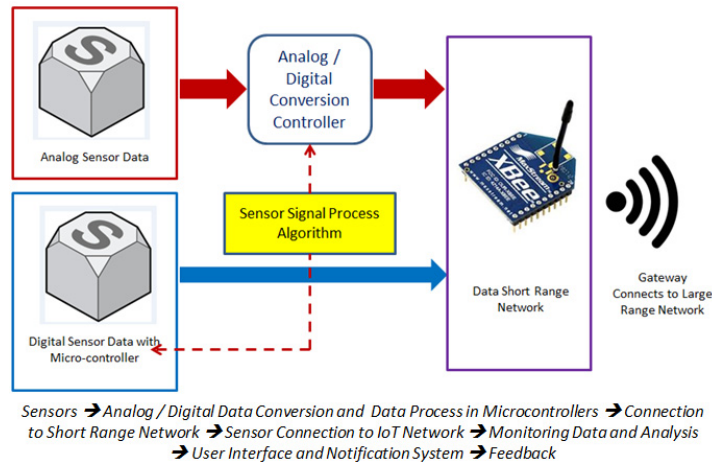 S
Analog Sensor Data
Analog /
Digital
Conversion
Controller
Sensor Signal Process
Algorithm
S
Digital Sensor Data with
Micro-controller
MaxStream
XBee
Data Short Range
Network
Gateway
Connects to Large
Range Network
Sensors ➔ Analog / Digital Data Conversion and Data Process in Microcontrollers ➔ Connection
to Short Range Network ➔ Sensor Connection to IoT Network ➔ Monitoring Data and Analysis
➔ User Interface and Notification System ➔ Feedback